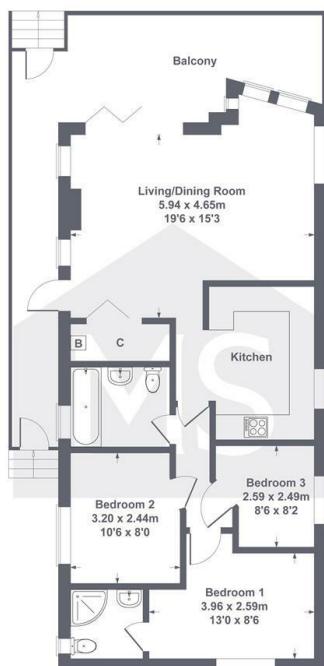 Balcony
Living/Dining Room
5.94 x 4.65m
19'6 x 15'3
B
C
Kitchen
MS
Bedroom 3
2.59 x 2.49m
8'6 x 8'2
Bedroom 2
3.20 x 2.44m
10'6 x 8'0
Bedroom 1
3.96 x 2.59m
13'0 x 8'6